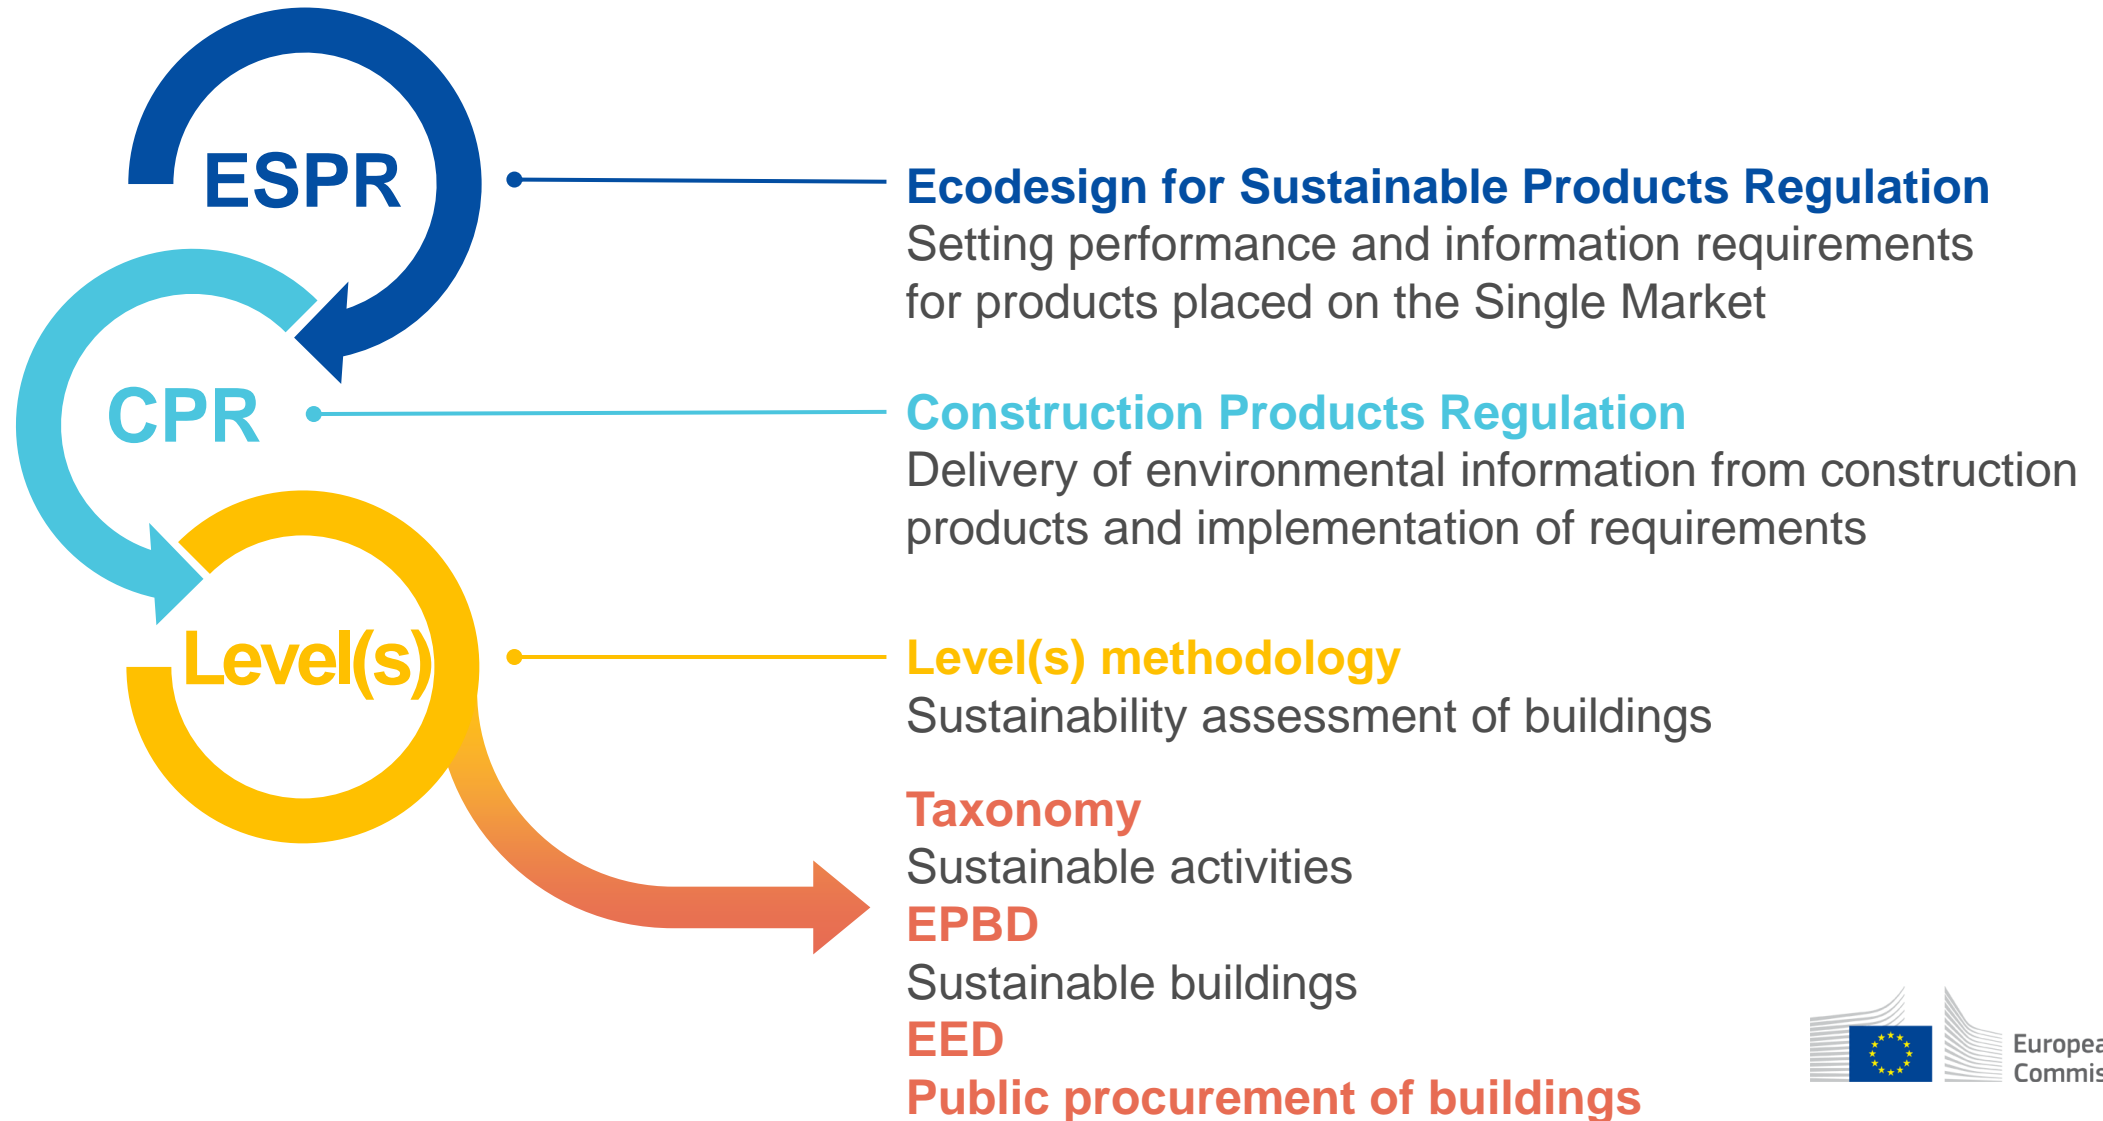 ESPR
Ecodesign for Sustainable Products Regulation
Setting performance and information requirements
for products placed on the Single Market
CPR
Construction Products Regulation
Delivery of environmental information from construction
products and implementation of requirements
Level(s)
Level(s) methodology
Sustainability assessment of buildings
Taxonomy
Sustainable activities
EPBD
Sustainable buildings
EED
Public procurement of buildings
Europea
Commis